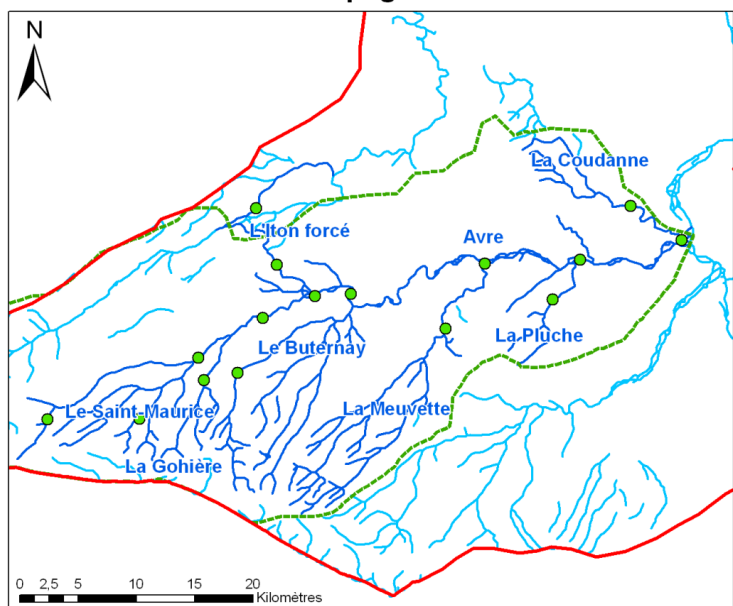 N
La Coudanne
L'Iton forcé
Avre
Le Buternay
La Pluche
Le Saint-Maurice
La Meuvette
La Gohière
0 2,5 5 10 15 20
Kilomètres